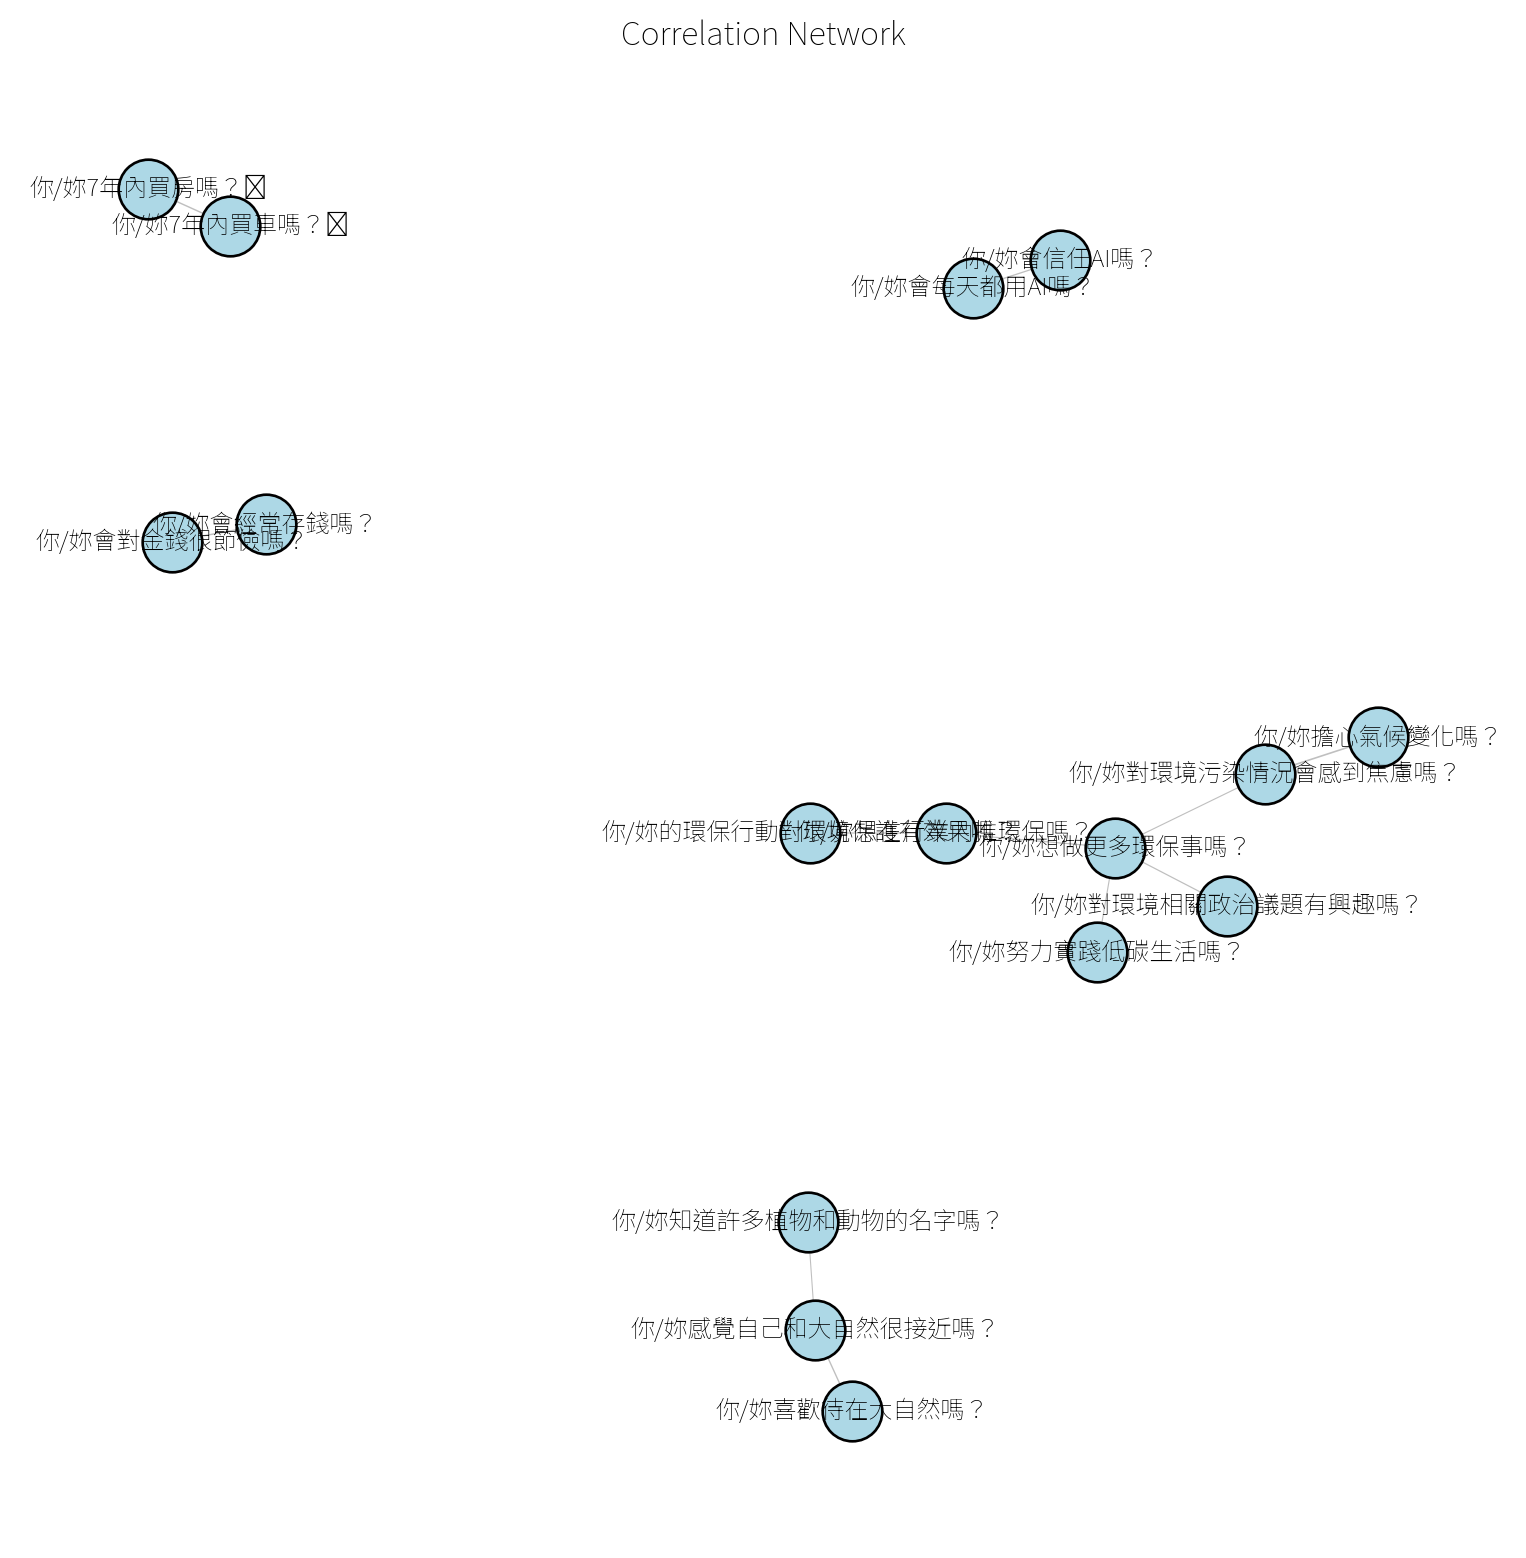 Correlation Network
你/妳7年內買房嗎？
你/妳7年內買車嗎？
你/妳會信任AI嗎？
你/妳會每天都用AI嗎？
你/妳會經常存錢嗎？
你/妳會對金錢很節儉嗎？
你/妳擔心氣候變化嗎？
你/妳對環境污染情況會感到焦慮嗎？
你/妳的環保行動對環境保護有效果嗎？
你/妳想在行業內推環保嗎？
你/妳想做更多環保事嗎？
你/妳對環境相關政治議題有興趣嗎？
你/妳努力實踐低碳生活嗎？
你/妳知道許多植物和動物的名字嗎？
你/妳感覺自己和大自然很接近嗎？
你/妳喜歡待在大自然嗎？